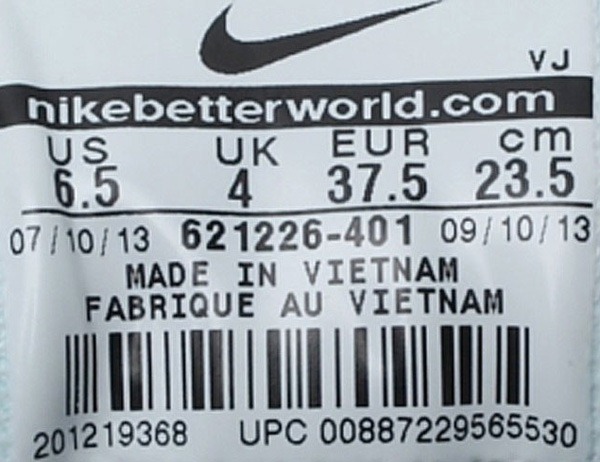 VJ
nikebetterworld.com
US UK EUR cm
6.5 4 37.5 23.5
07/10/13 621226-401 09/10/13
MADE IN VIETNAM
FABRIQUE AU VIETNAM
201219368 UPC 00887229565530